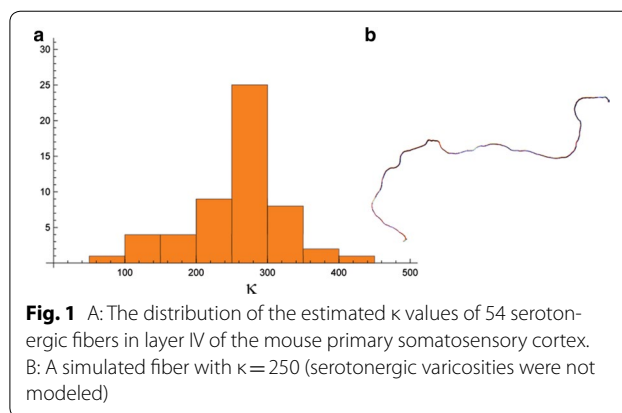 a
b
30
25
20
15
10
5
100 200 300 400 500
κ
Fig. 1 A: The distribution of the estimated κ values of 54 seroton-
ergic fibers in layer IV of the mouse primary somatosensory cortex.
B: A simulated fiber with κ = 250 (serotonergic varicosities were not
modeled)